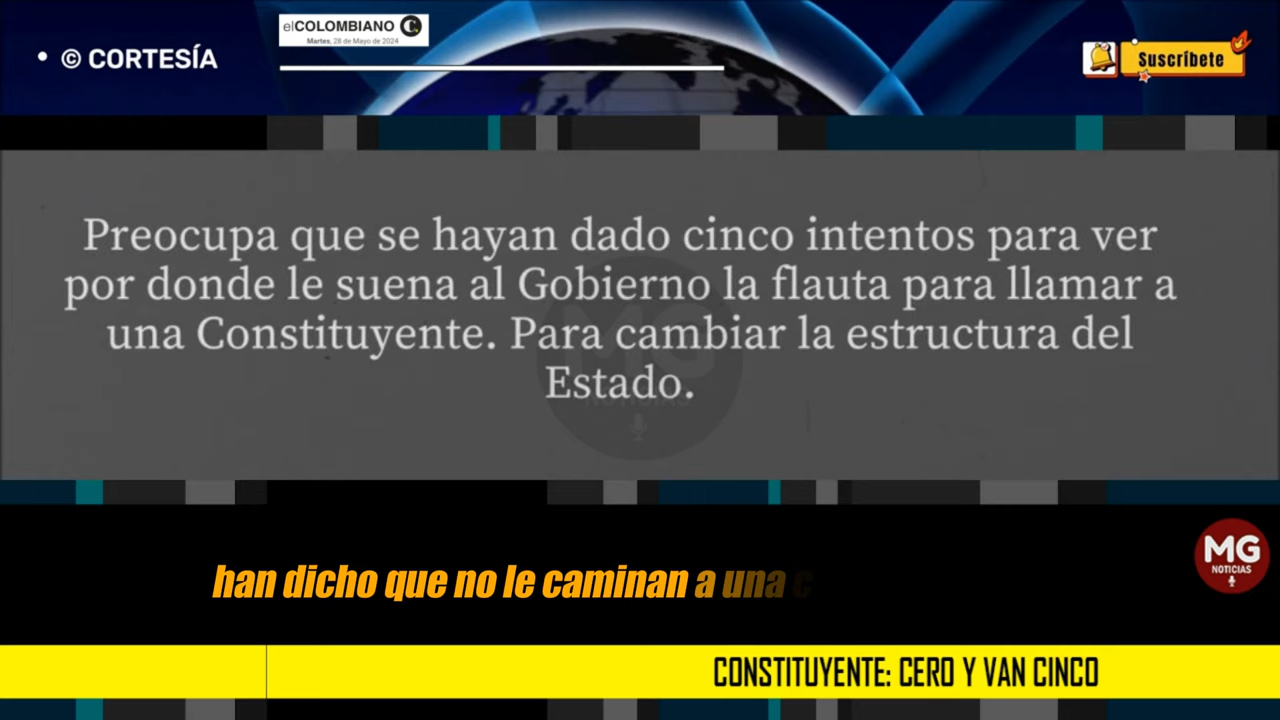 • © CORTESÍA
elCOLOMBIANO
Martes, 28 de Mayo de 2024
Suscríbete
Preocupa que se hayan dado cinco intentos para ver
por donde le suena al Gobierno la flauta para llamar a
una Constituyente. Para cambiar la estructura del
Estado.
MG
NOTICIAS
han dicho que no le caminan a una c
MG
NOTICIAS
CONSTITUYENTE: CERO Y VAN CINCO